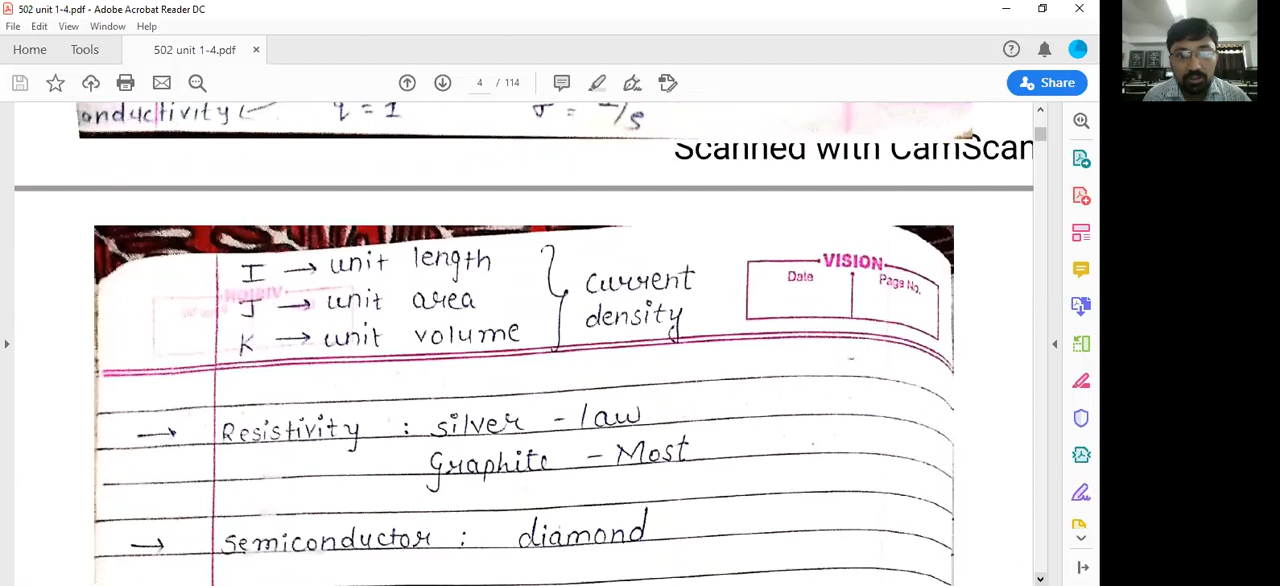 502 unit 1-4.pdf - Adobe Acrobat Reader DC
File Edit View Window Help
Home Tools 502 unit 1-4.pdf ×
4 / 114
Share
onductivity
Scanned with CamScan
I → unit length
J → unit area
K → unit volume
current
density
VISION
Date
Page No.
→ Resistivity : silver - law
Graphite - Most
→ semiconductor : diamond